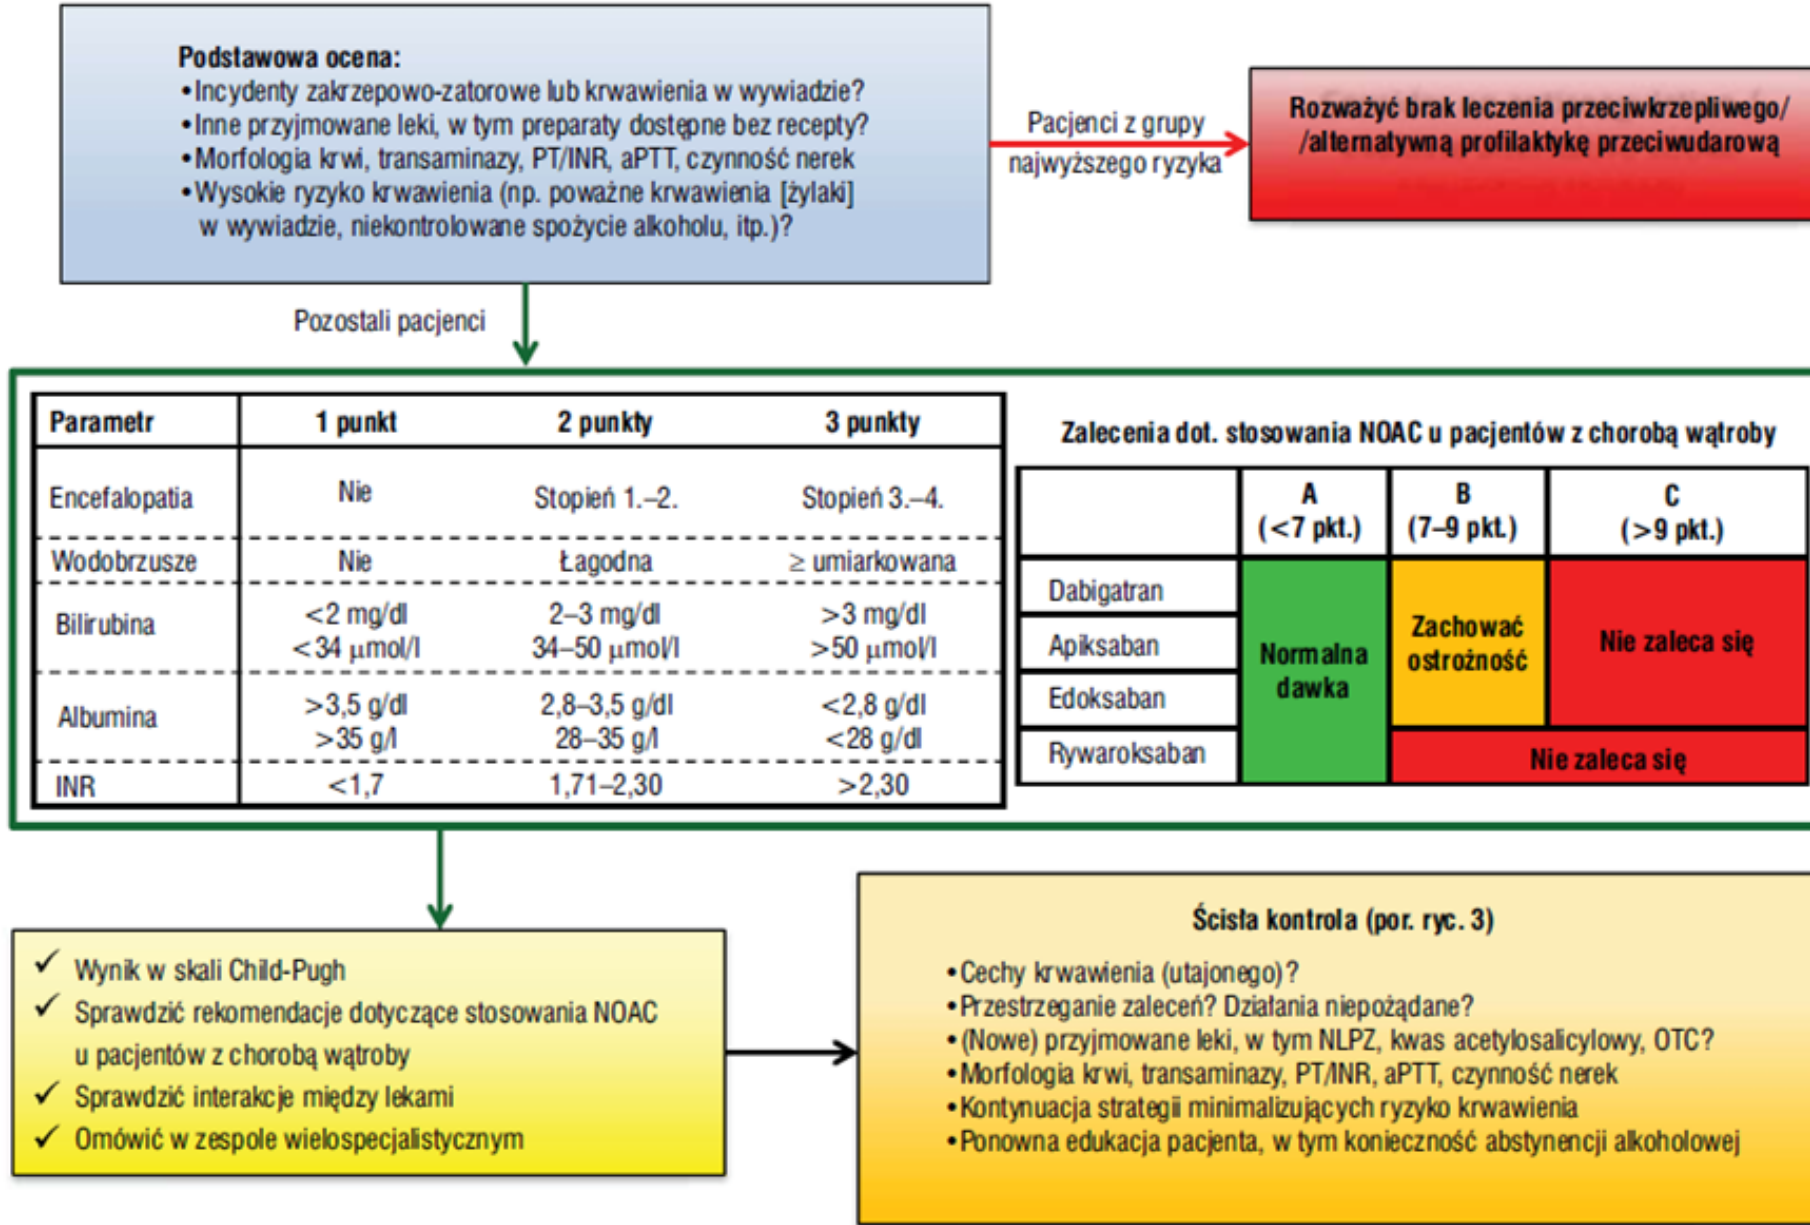 Podstawowa ocena:
•Incydenty zakrzepowo-zatorowe lub krwawienia w wywiadzie?
•Inne przyjmowane leki, w tym preparaty dostępne bez recepty?
•Morfologia krwi, transaminazy, PT/INR, aPTT, czynność nerek
•Wysokie ryzyko krwawienia (np. poważne krwawienia [żylaki]
w wywiadzie, niekontrolowane spożycie alkoholu, itp.)?
Pacjenci z grupy
najwyższego ryzyka
Rozważyć brak leczenia przeciwkrzepliwego/
/alternatywną profilaktykę przeciwudarową
Pozostali pacjenci
Parametr 1 punkt 2 punkty 3 punkty
Encefalopatia Nie Stopień 1.–2. Stopień 3.–4.
Wodobrzusze Nie Łagodna ≥ umiarkowana
Bilirubina <2 mg/dl 2–3 mg/dl >3 mg/dl
<34 µmol/l 34–50 µmol/l >50 µmol/l
Albumina >3,5 g/dl 2,8–3,5 g/dl <2,8 g/dl
>35 g/l 28–35 g/l <28 g/dl
INR <1,7 1,71–2,30 >2,30
Zalecenia dot. stosowania NOAC u pacjentów z chorobą wątroby
A B C
(<7 pkt.) (7–9 pkt.) (>9 pkt.)
Dabigatran
Apiksaban
Edoksaban
Rywaroksaban
Normalna
dawka
Zachować
ostrożność
Nie zaleca się
Nie zaleca się
✓ Wynik w skali Child-Pugh
✓ Sprawdzić rekomendacje dotyczące stosowania NOAC
u pacjentów z chorobą wątroby
✓ Sprawdzić interakcje między lekami
✓ Omówić w zespole wielospecjalistycznym
Ścisła kontrola (por. ryc. 3)
•Cechy krwawienia (utajonego)?
•Przestrzeganie zaleceń? Działania niepożądane?
•(Nowe) przyjmowane leki, w tym NLPZ, kwas acetylosalicylowy, OTC?
•Morfologia krwi, transaminazy, PT/INR, aPTT, czynność nerek
•Kontynuacja strategii minimalizujących ryzyko krwawienia
•Ponowna edukacja pacjenta, w tym konieczność abstynencji alkoholowej